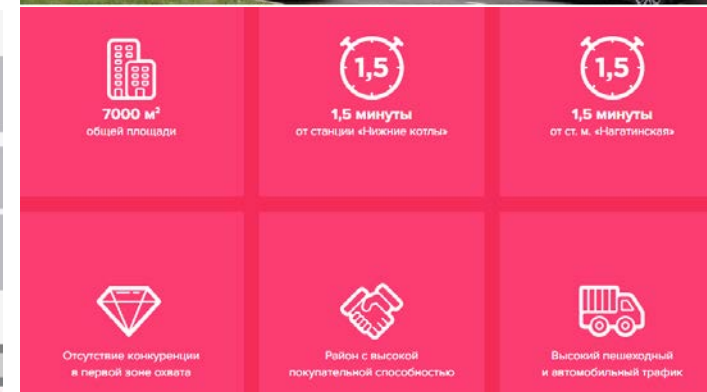 1,5
1,5
7000 м²
общей площади
1,5 минуты
от станции «Нижние котлы»
1,5 минуты
от ст. м. «Нагатинская»
Отсутствие конкуренции
в первой зоне охвата
Район с высокой
покупательной способностью
Высокий пешеходный
и автомобильный трафик